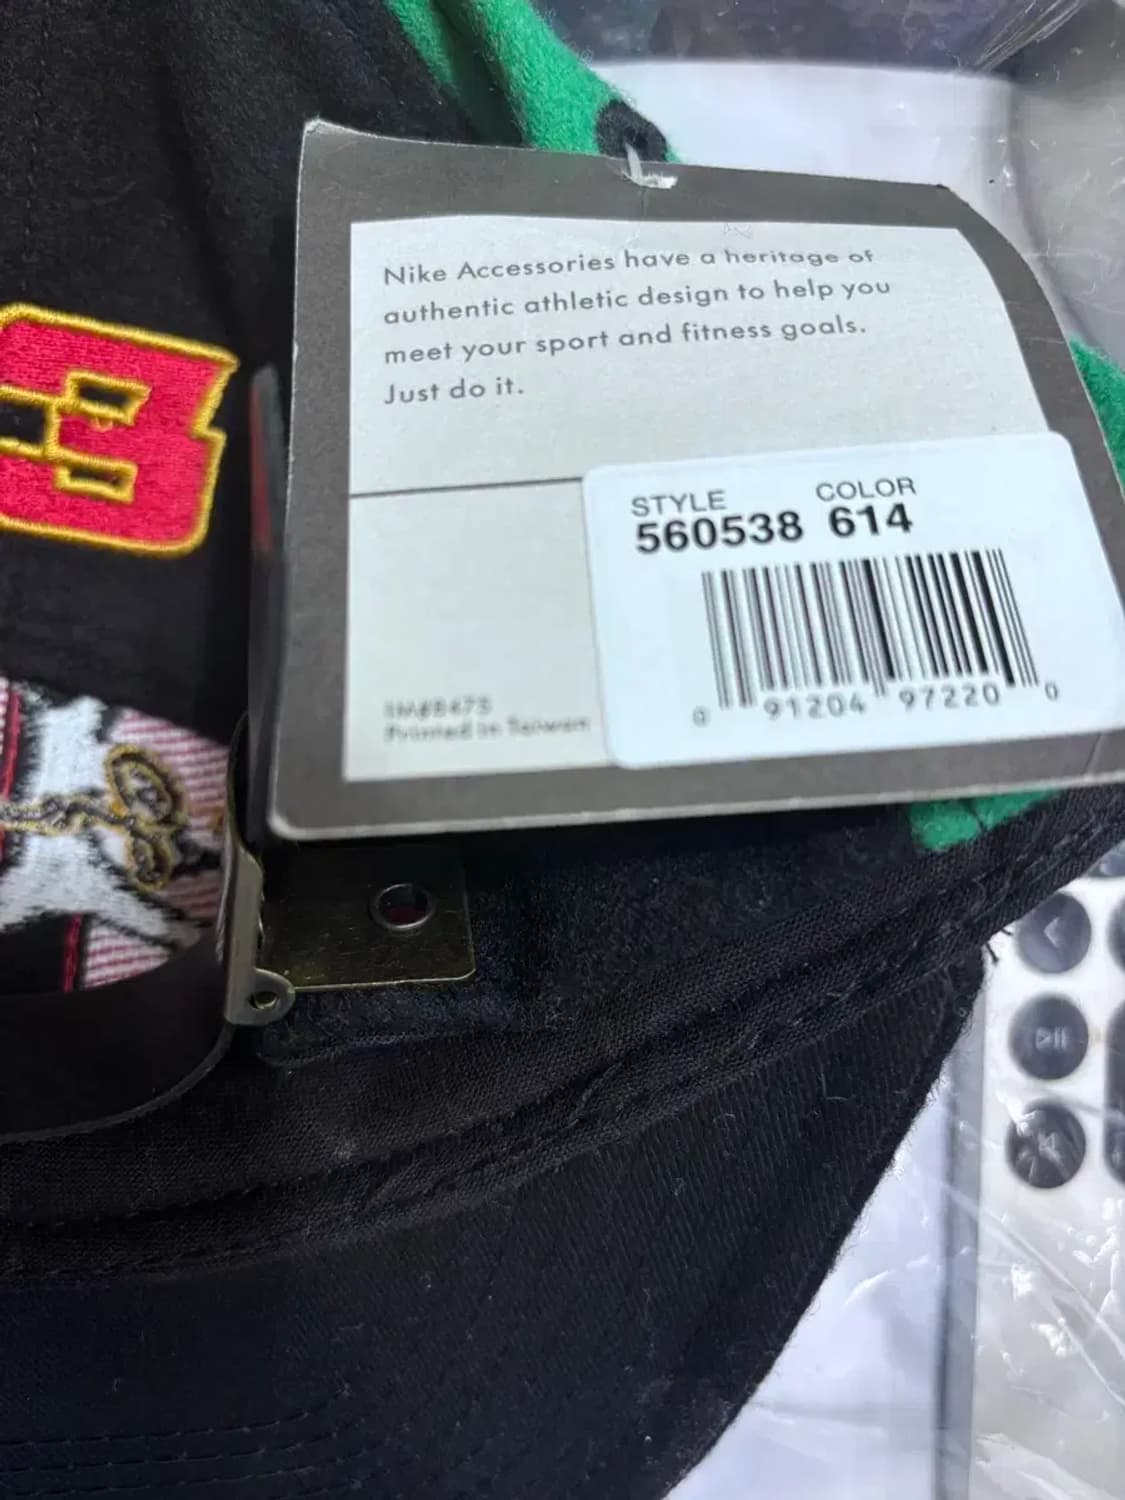 Nike Accessories have a heritage of
authentic athletic design to help you
meet your sport and fitness goals.
Just do it.
STYLE COLOR
560538 614
0 91204 97220 0
Printed in Taiwan